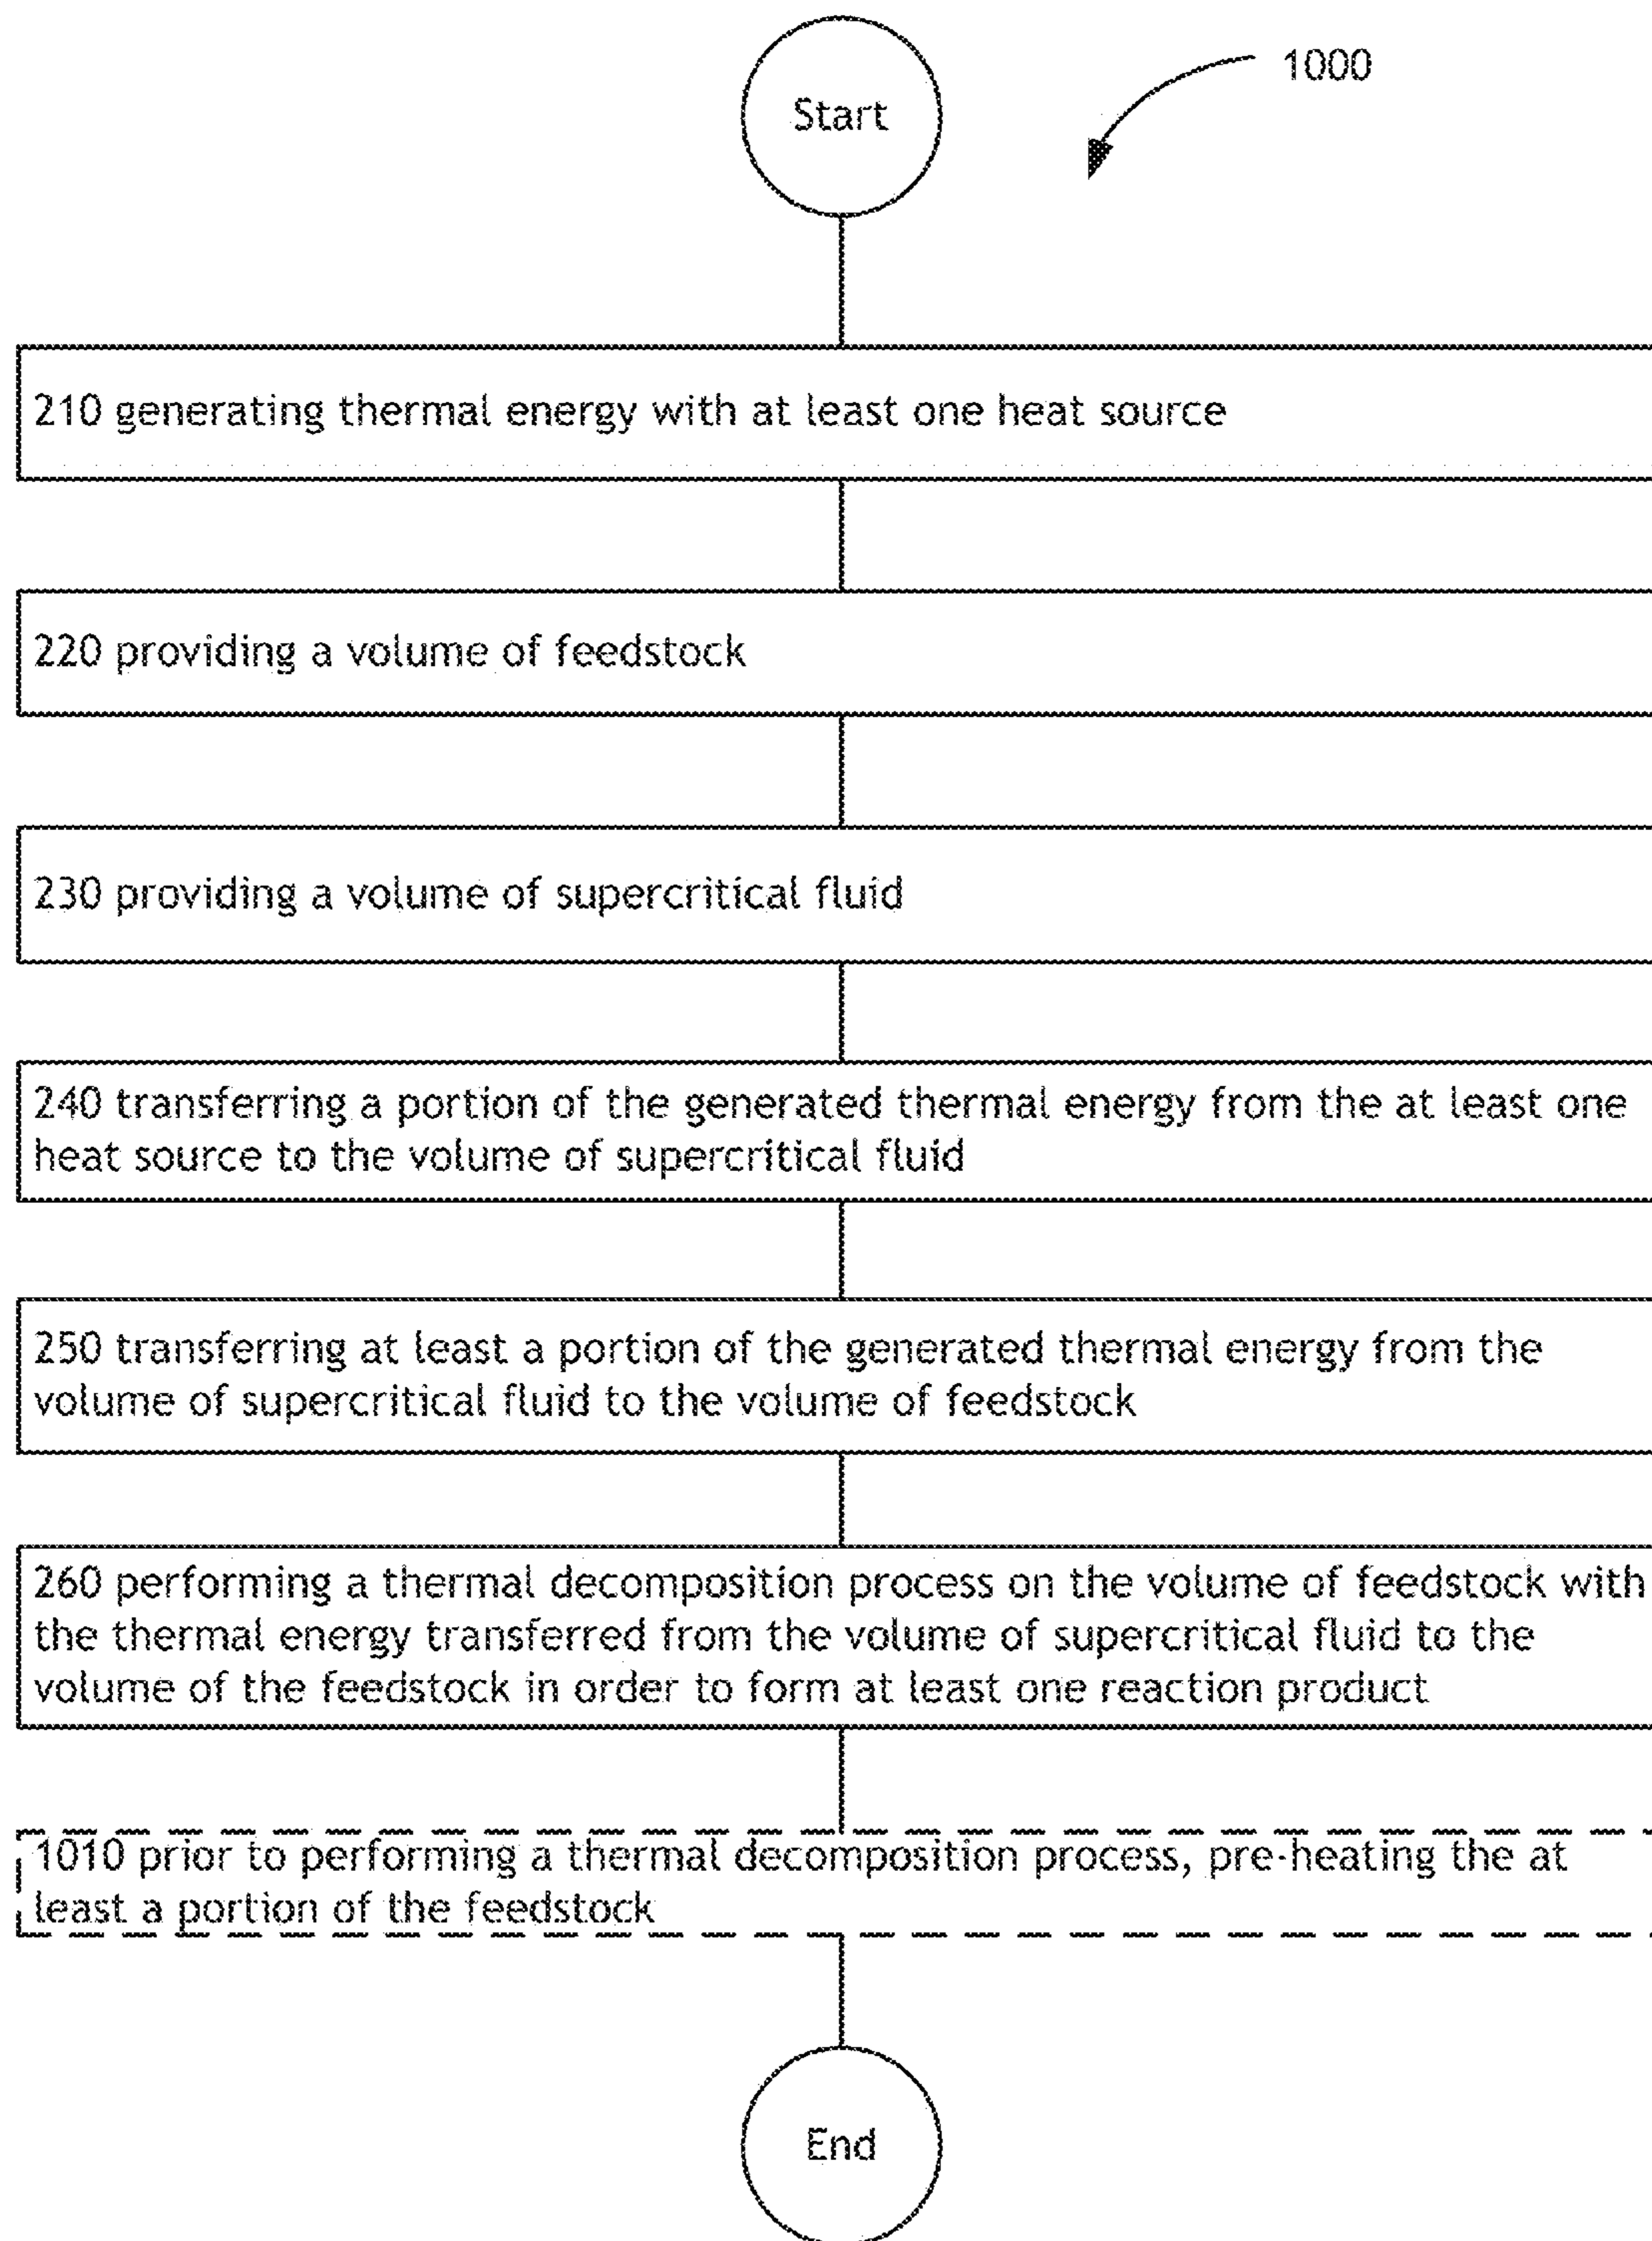 Start
1000
210 generating thermal energy with at least one heat source
220 providing a volume of feedstock
230 providing a volume of supercritical fluid
240 transferring a portion of the generated thermal energy from the at least one
heat source to the volume of supercritical fluid
250 transferring at least a portion of the generated thermal energy from the
volume of supercritical fluid to the volume of feedstock
260 performing a thermal decomposition process on the volume of feedstock with
the thermal energy transferred from the volume of supercritical fluid to the
volume of the feedstock in order to form at least one reaction product
1010 prior to performing a thermal decomposition process, pre-heating the at
least a portion of the feedstock
End